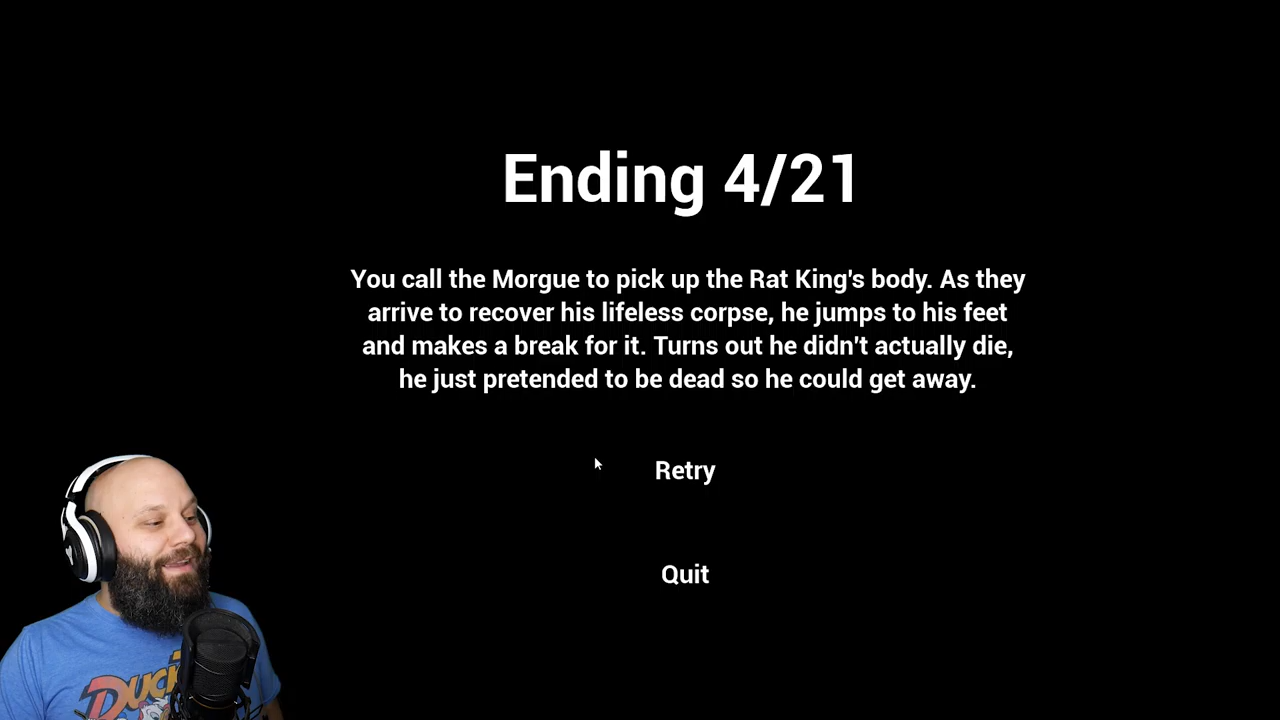 Ending 4/21
You call the Morgue to pick up the Rat King's body. As they
arrive to recover his lifeless corpse, he jumps to his feet
and makes a break for it. Turns out he didn't actually die,
he just pretended to be dead so he could get away.
Retry
Quit